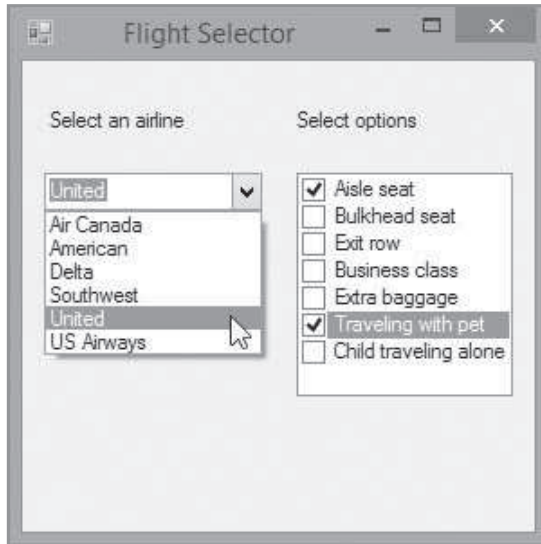 Flight Selector
Select an airline
United
Air Canada
American
Delta
Southwest
United
US Airways
Select options
Aisle seat
Bulkhead seat
Exit row
Business class
Extra baggage
Traveling with pet
Child traveling alone